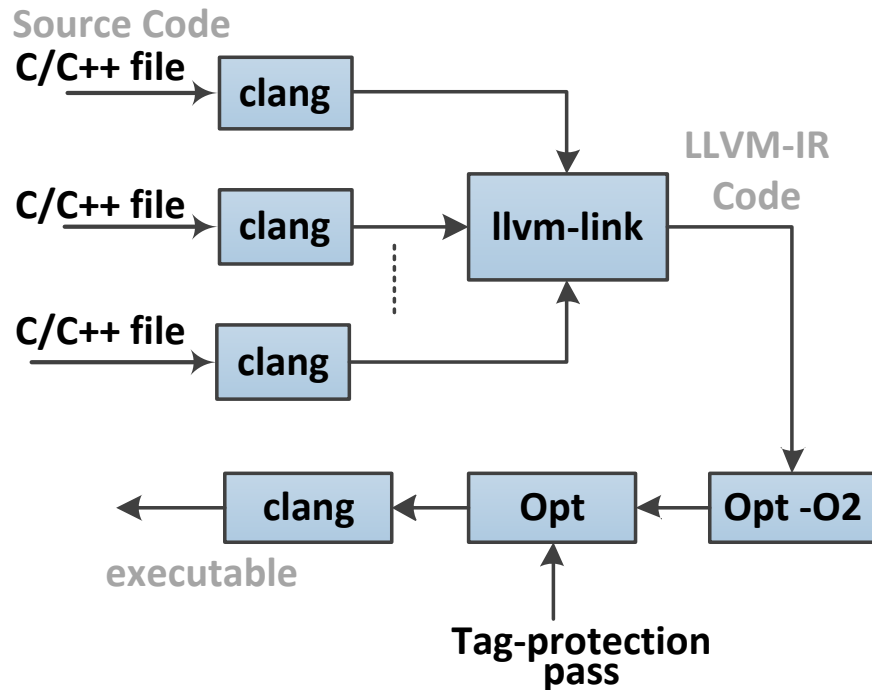 Source Code
C/C++ file
clang
LLVM-IR
Code
C/C++ file
clang
llvm-link
C/C++ file
clang
clang
Opt
Opt -O2
executable
Tag-protection
pass